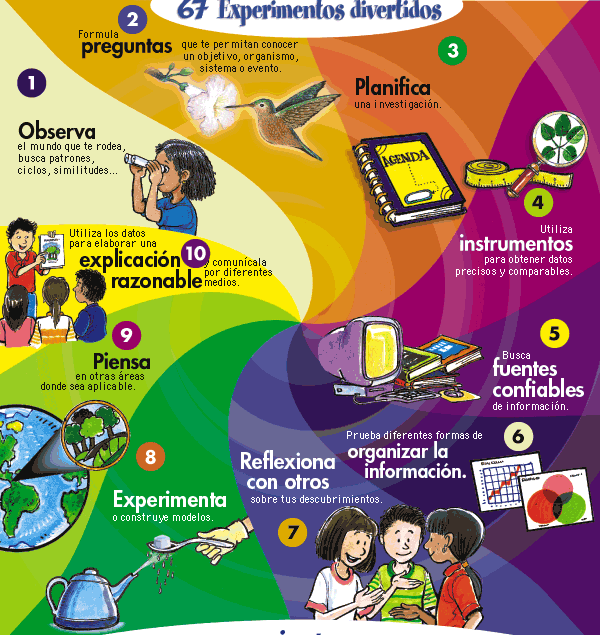 67 Experimentos divertidos
1
Observa
el mundo que te rodea,
busca patrones,
ciclos, similitudes...
2
Formula
preguntas que te permitan conocer
un objetivo, organismo,
sistema o evento.
3
Planifica
una investigación.
AGENDA
4
Utiliza
instrumentos
para obtener datos
precisos y comparables.
5
Busca
fuentes
confiables
de información.
6
Prueba diferentes formas de
organizar la
información.
7
Reflexiona
con otros
sobre tus descubrimientos.
8
Experimenta
o construye modelos.
9
Piensa
en otras áreas
donde sea aplicable.
10
Utiliza los datos
para elaborar una
explicación y comunícala
razonable por diferentes
medios.